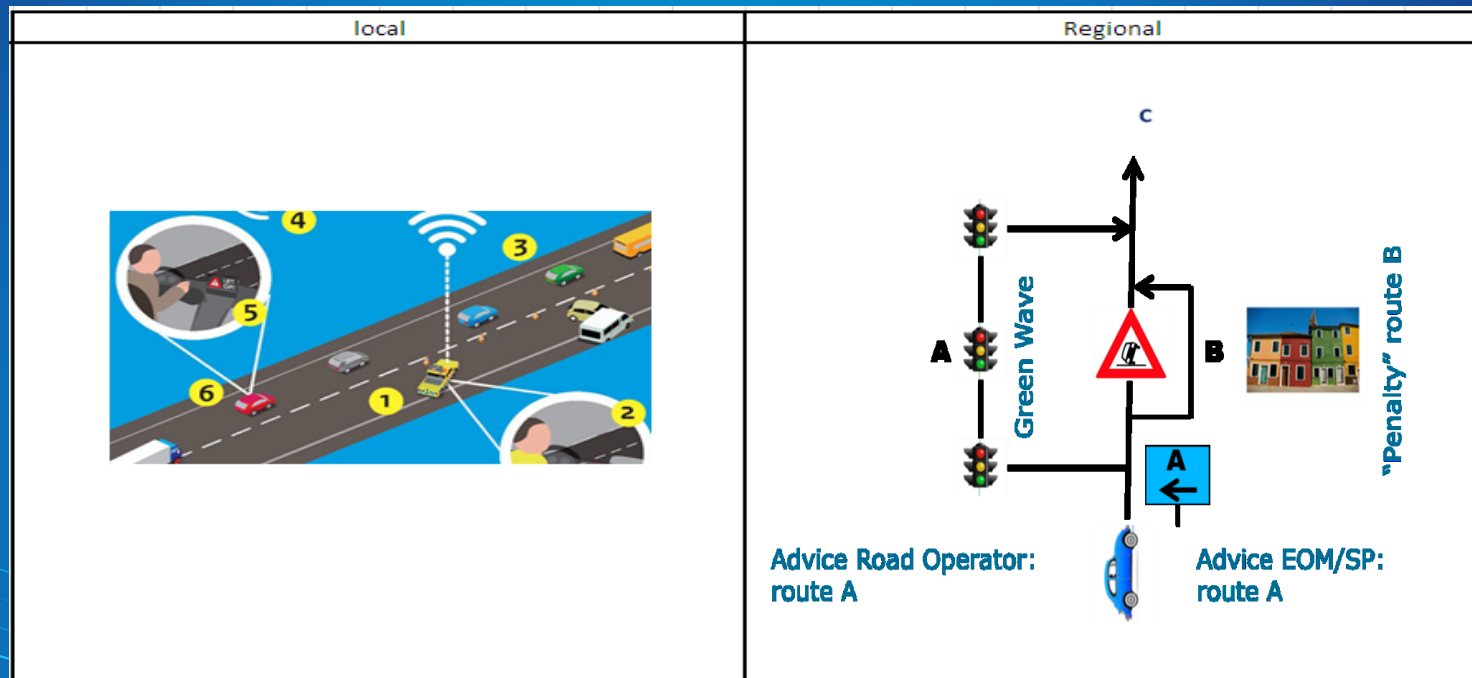 local
Regional
4
3
5
6
1
2
C
A
Green Wave
B
"Penalty" route B
A
Advice Road Operator:
route A
Advice EOM/SP:
route A